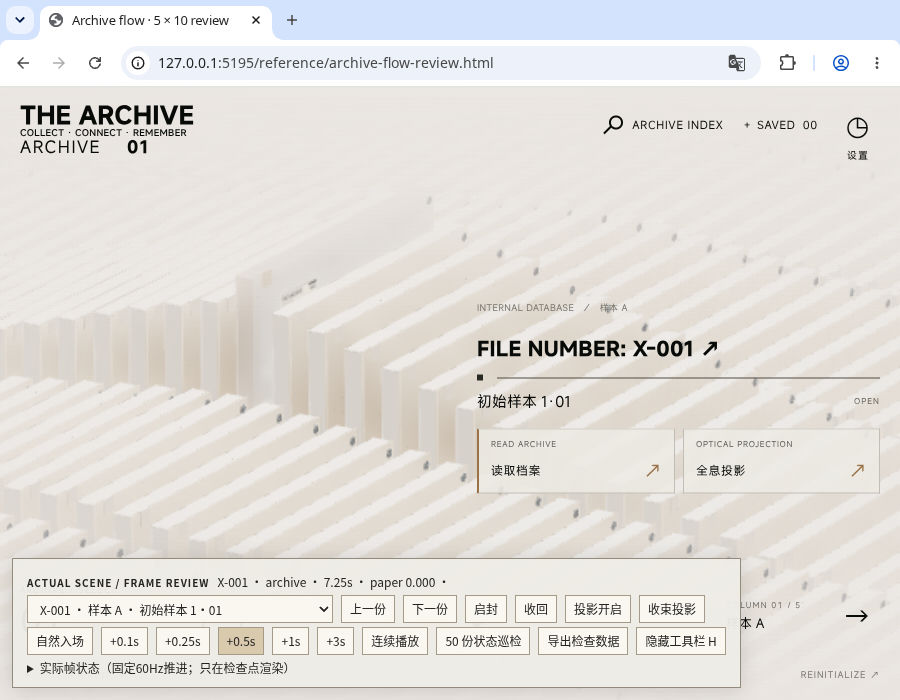 Archive flow · 5 × 10 review
127.0.0.1:5195/reference/archive-flow-review.html
THE ARCHIVE
COLLECT · CONNECT · REMEMBER
ARCHIVE 01
ARCHIVE INDEX
+ SAVED 00
设置
INTERNAL DATABASE / 样本 A
FILE NUMBER: X-001 ↗
初始样本 1·01
OPEN
READ ARCHIVE
读取档案 ↗
OPTICAL PROJECTION
全息投影 ↗
ACTUAL SCENE / FRAME REVIEW X-001 · archive · 7.25s · paper 0.000 ·
X-001 · 样本 A · 初始样本 1·01
上一份
下一份
启封
收回
投影开启
收束投影
自然入场
+0.1s
+0.25s
+0.5s
+1s
+3s
连续播放
50 份状态巡检
导出检查数据
隐藏工具栏 H
▶ 实际帧状态（固定60Hz推进；只在检查点渲染）
LUMN 01 / 5
本 A →
REINITIALIZE ↗